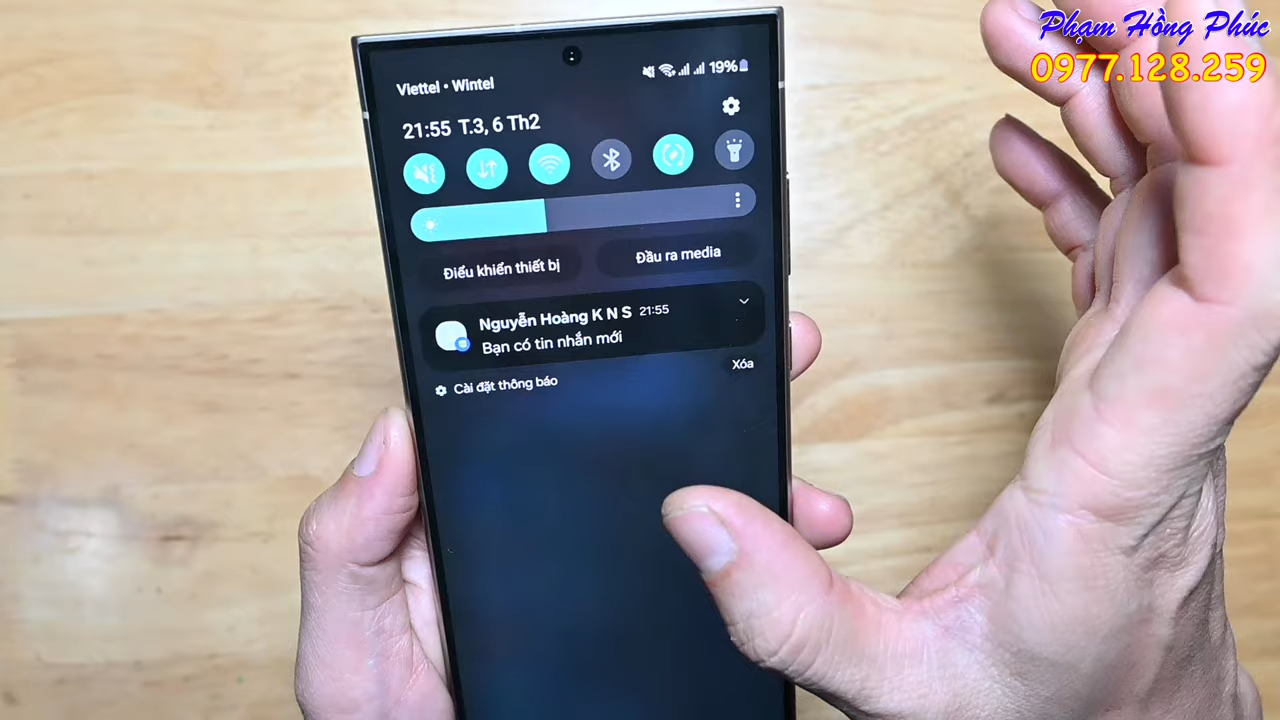 Phạm Hồng Phúc
0977.128.259
Viettel • Wintel
19%
21:55 T.3, 6 Th2
Điều khiển thiết bị
Đầu ra media
Nguyễn Hoàng K N S 21:55
Bạn có tin nhắn mới
Cài đặt thông báo
Xóa